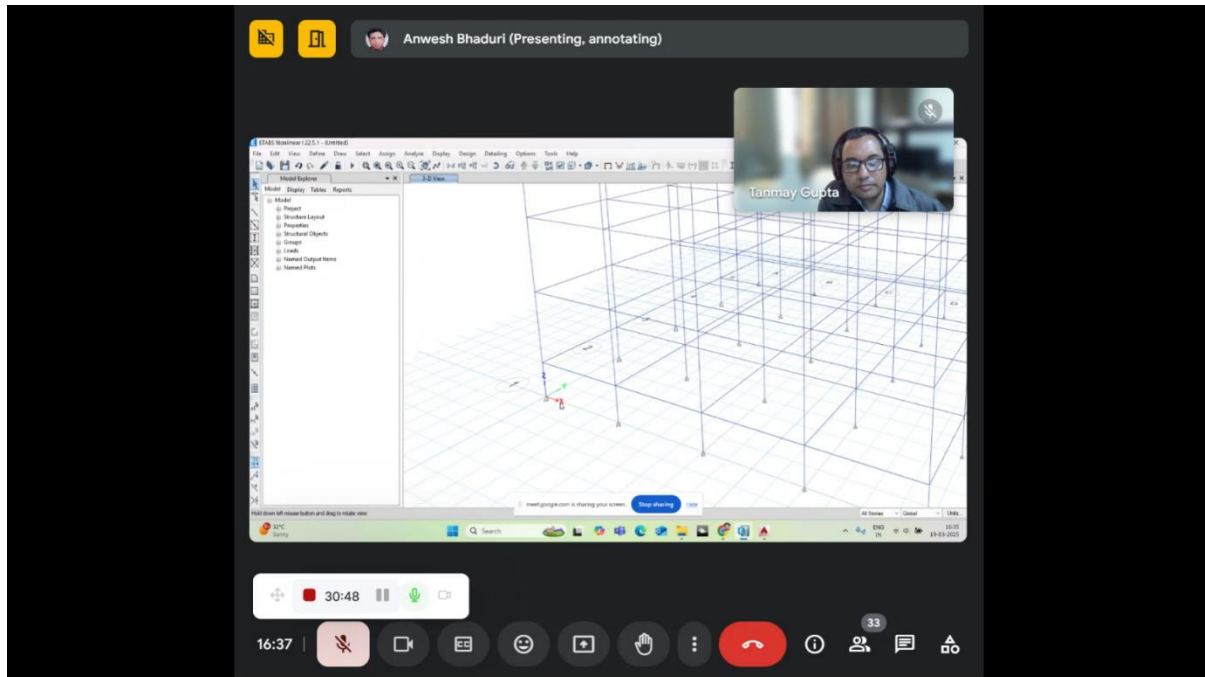 Anwesh Bhaduri (Presenting, annotating)
Tanmay Gupta
ETABS Nonlinear 22.5.1 - (Untitled)
File Edit View Define Draw Select Assign Analyze Display Design Detailing Options Tools Help
Model Explorer
3-D View
Model Display Tables Reports
Model
Project
Structure Layout
Properties
Structural Objects
Groups
Loads
Named Output Items
Named Plots
Z
Y
X
meet.google.com is sharing your screen.
Stop sharing
Hide
Hold down left mouse button and drag to rotate view
All Stories
Global
Units...
32°C
Sunny
Search
ENG
IN
16:35
19-03-2025
30:48
33
16:37
CC